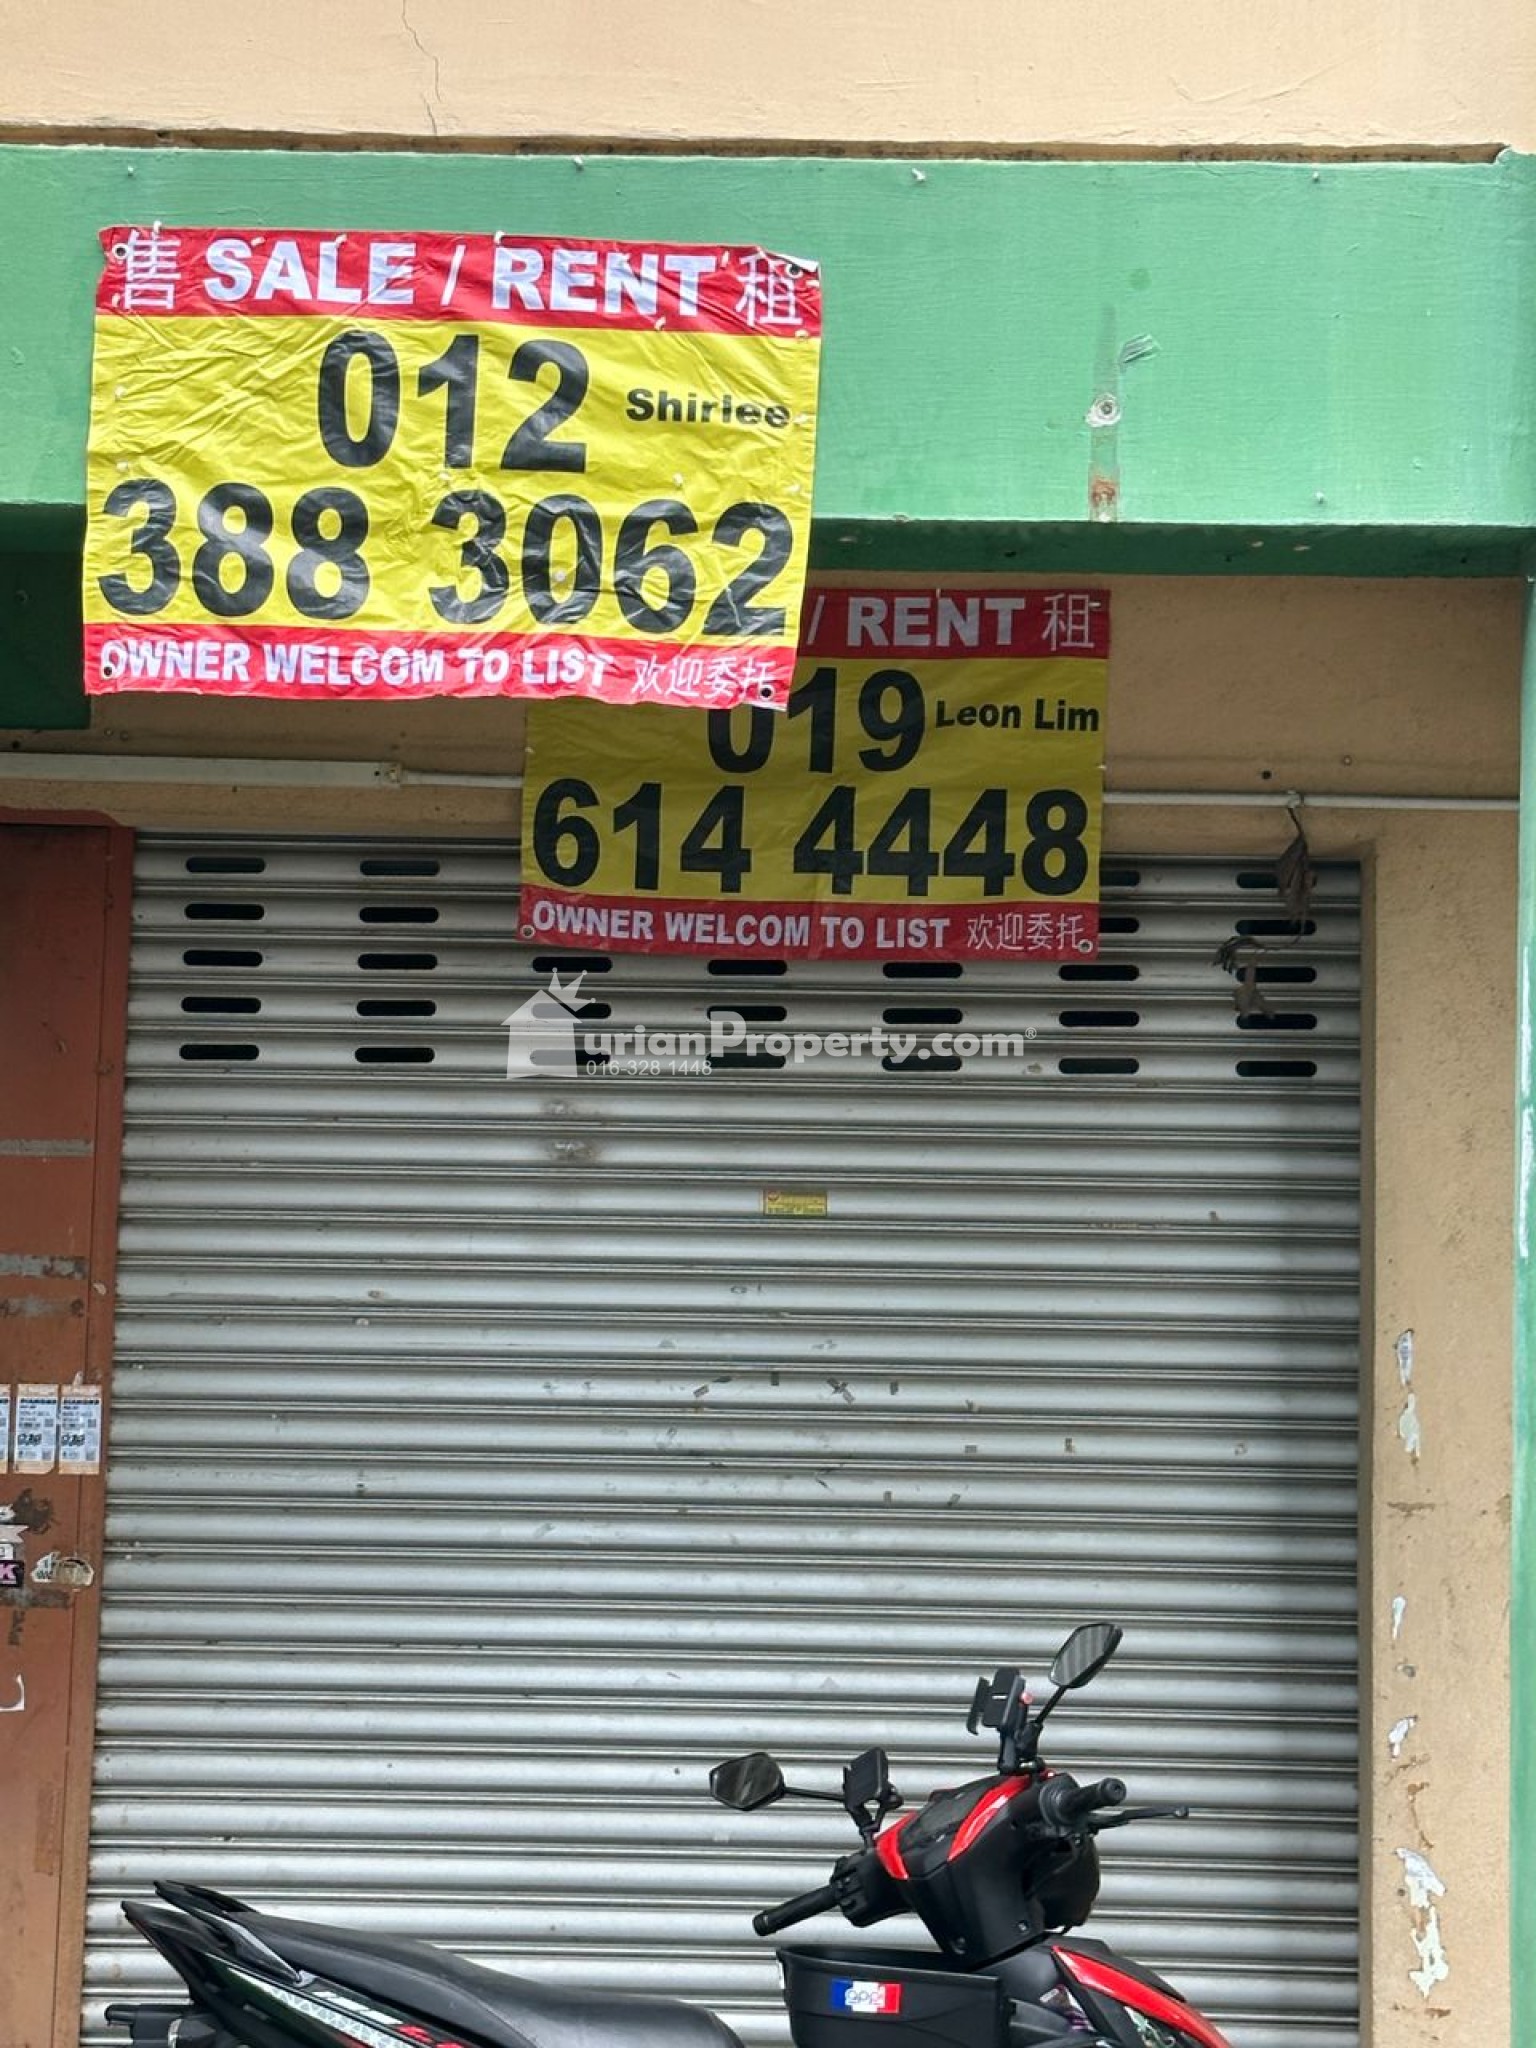 售 SALE / RENT 租
012 Shirlee
388 3062
OWNER WELCOM TO LIST 欢迎委托
/ RENT 租
019 Leon Lim
614 4448
OWNER WELCOM TO LIST 欢迎委托
urianProperty.com®
016-328 1448